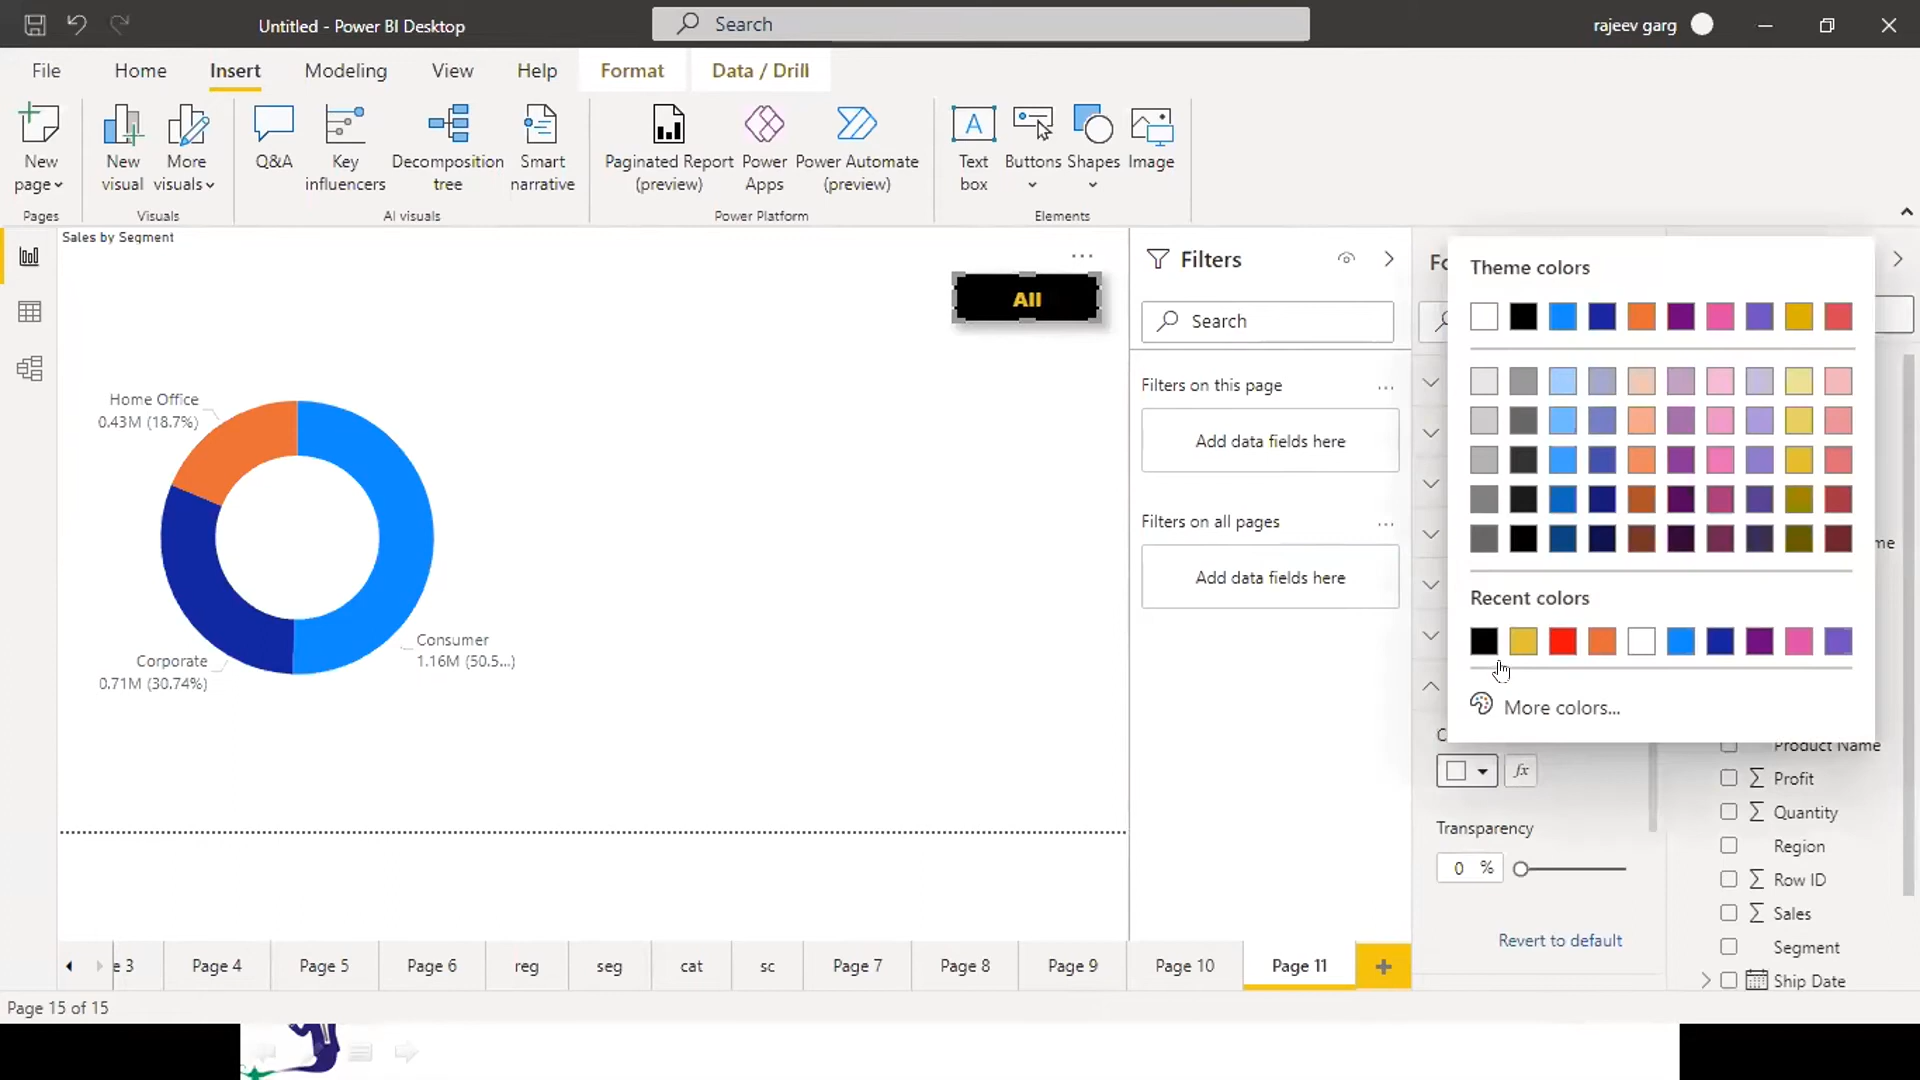 Untitled - Power BI Desktop
Search
rajeev garg
File
Home
Insert
Modeling
View
Help
Format
Data / Drill
New page
New visual
More visuals
Q&A
Key influencers
Decomposition tree
Smart narrative
Paginated Report (preview)
Power Apps
Power Automate (preview)
Text box
Buttons
Shapes
Image
Pages
Visuals
AI visuals
Power Platform
Elements
Sales by Segment
All
Home Office
0.43M (18.7%)
Corporate
0.71M (30.74%)
Consumer
1.16M (50.5...)
Filters
Search
Filters on this page
Add data fields here
Filters on all pages
Add data fields here
Theme colors
Recent colors
More colors...
fx
Transparency
0 %
Revert to default
me
Product Name
Profit
Quantity
Region
Row ID
Sales
Segment
Ship Date
e 3
Page 4
Page 5
Page 6
reg
seg
cat
sc
Page 7
Page 8
Page 9
Page 10
Page 11
Page 15 of 15